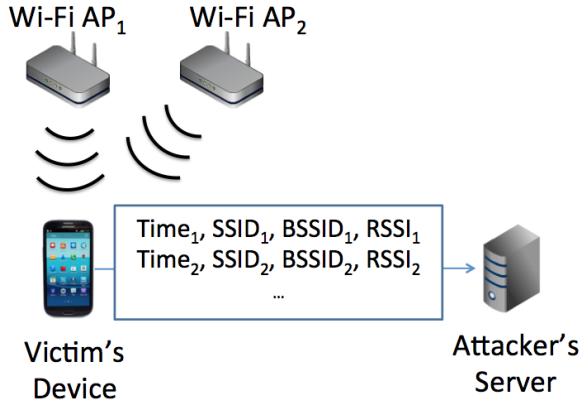 Wi-Fi AP₁ Wi-Fi AP₂
Time₁, SSID₁, BSSID₁, RSSI₁
Time₂, SSID₂, BSSID₂, RSSI₂
...
Victim's
Device
Attacker's
Server